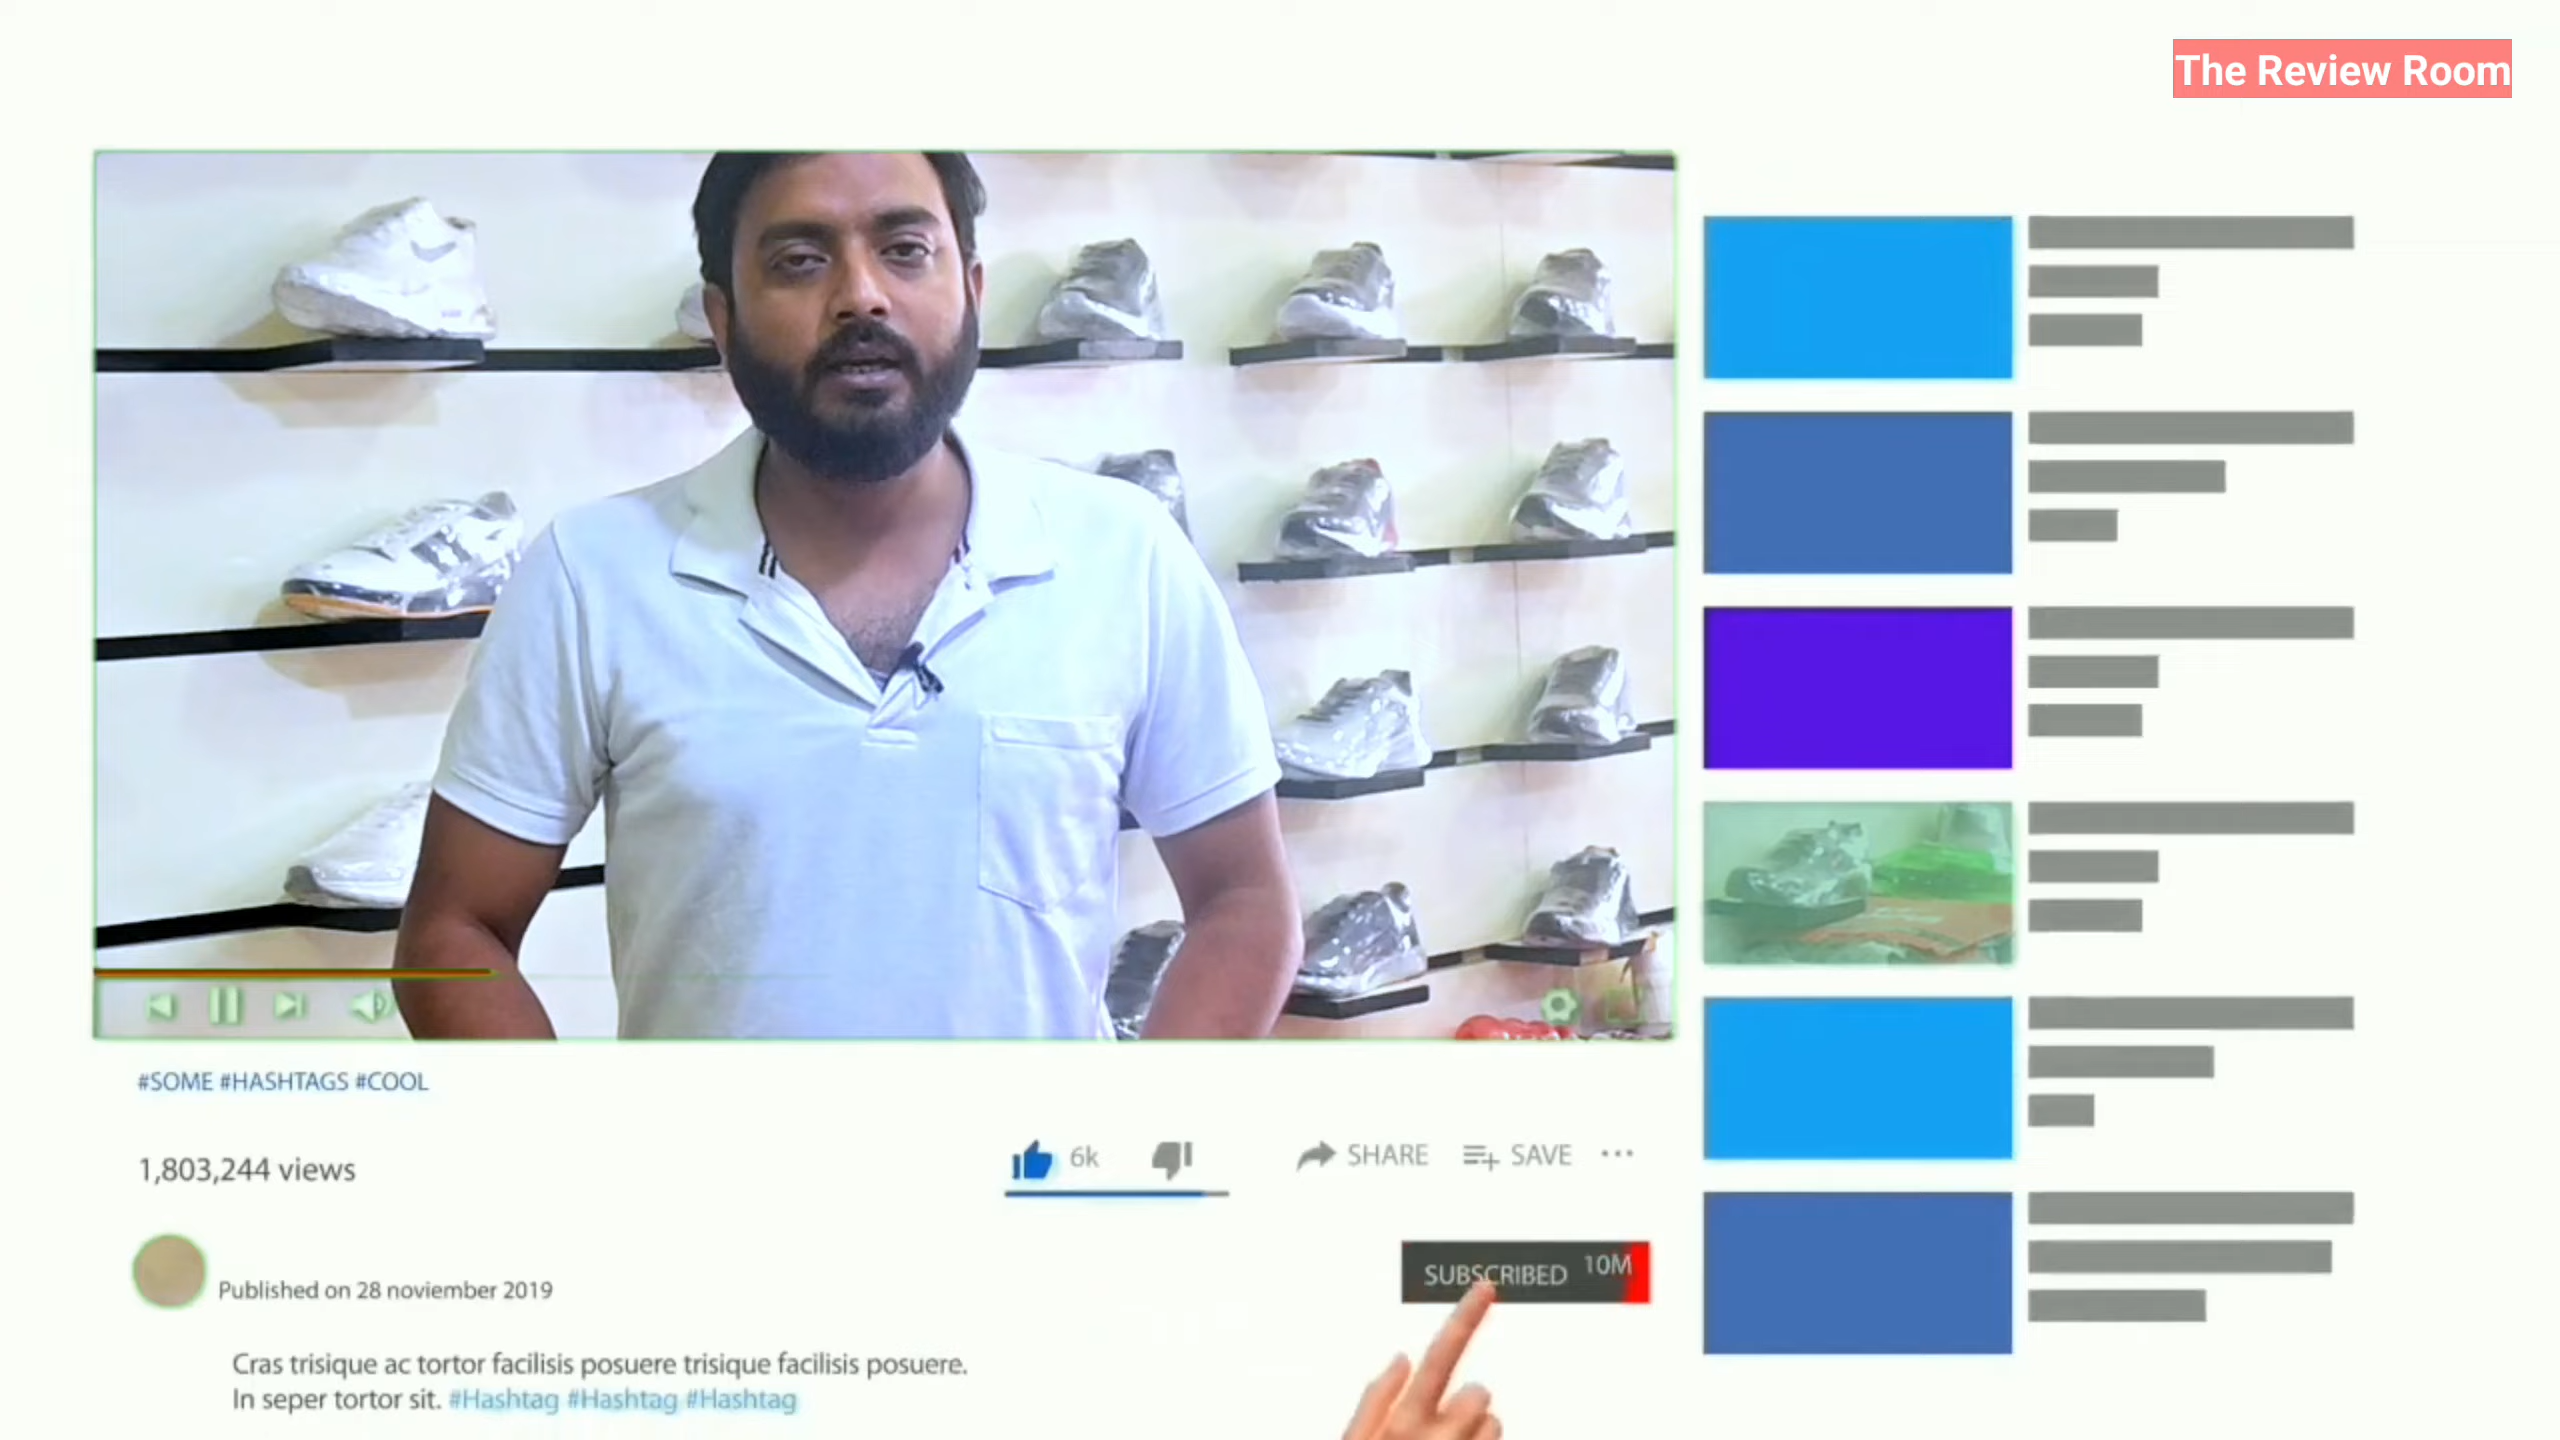 The Review Room
#SOME #HASHTAGS #COOL
1,803,244 views
6k
SHARE
SAVE
SUBSCRIBED 10M
Published on 28 noviember 2019
Cras trisique ac tortor facilisis posuere trisique facilisis posuere.
In seper tortor sit. #Hashtag #Hashtag #Hashtag